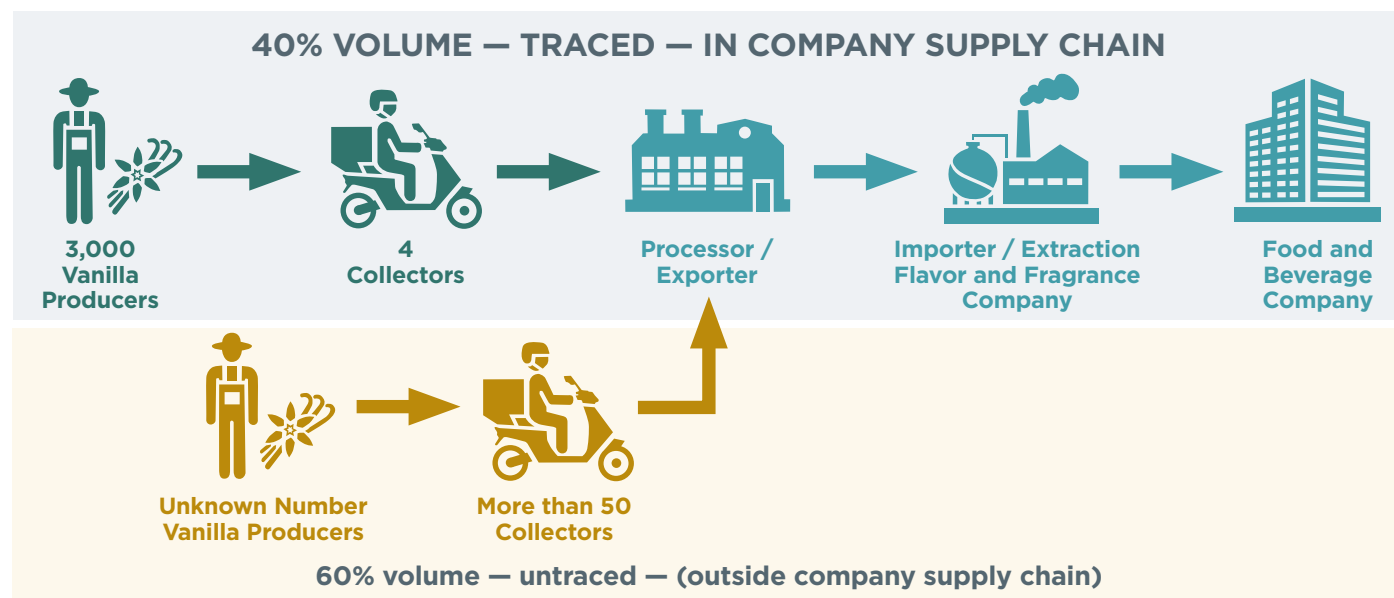 40% VOLUME — TRACED — IN COMPANY SUPPLY CHAIN
3,000
Vanilla
Producers
4
Collectors
Processor /
Exporter
Importer / Extraction
Flavor and Fragrance
Company
Food and
Beverage
Company
Unknown Number
Vanilla Producers
More than 50
Collectors
60% volume — untraced — (outside company supply chain)